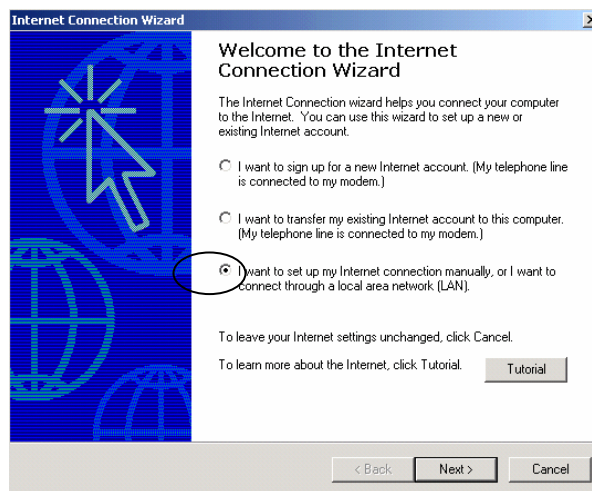 Internet Connection Wizard
Welcome to the Internet
Connection Wizard
The Internet Connection wizard helps you connect your computer
to the Internet. You can use this wizard to set up a new or
existing Internet account.
I want to sign up for a new Internet account. (My telephone line
is connected to my modem.)
I want to transfer my existing Internet account to this computer.
(My telephone line is connected to my modem.)
I want to set up my Internet connection manually, or I want to
connect through a local area network (LAN).
To leave your Internet settings unchanged, click Cancel.
To learn more about the Internet, click Tutorial.
Tutorial
< Back
Next >
Cancel